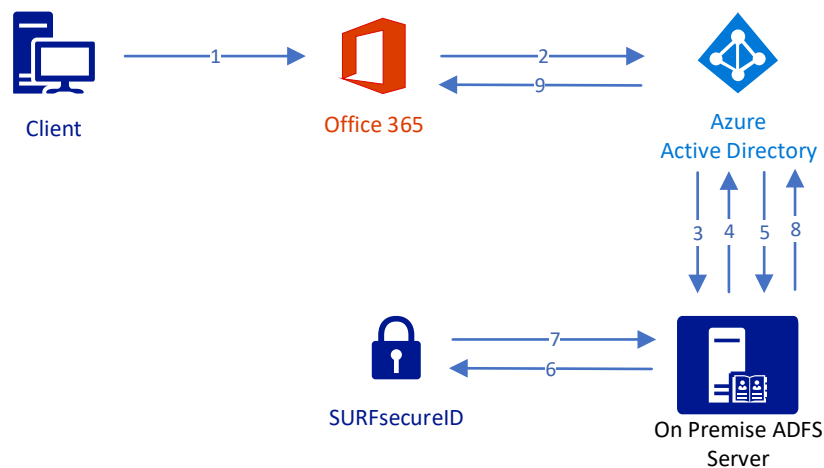 1
2
9
Client
Office 365
Azure
Active Directory
3 4 5 8
7
6
SURFsecureID
On Premise ADFS
Server